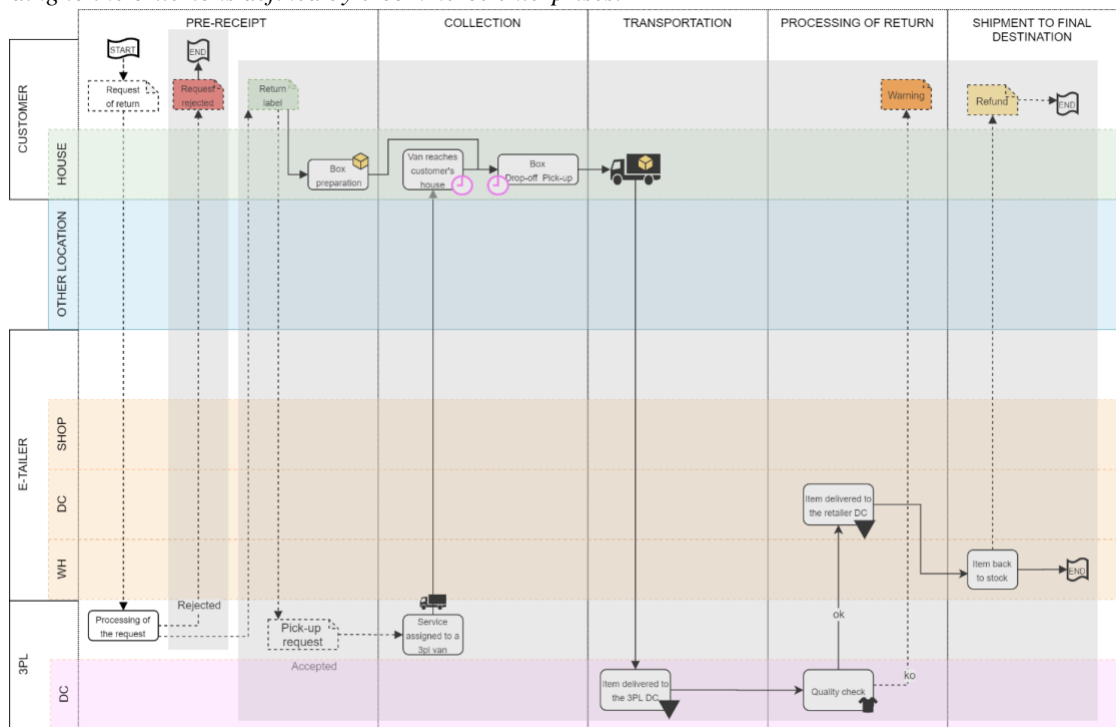 PRE-RECEIPT
COLLECTION
TRANSPORTATION
PROCESSING OF RETURN
SHIPMENT TO FINAL
DESTINATION
CUSTOMER
HOUSE
OTHER LOCATION
E-TAILER
SHOP
DC
WH
3PL
DC
START
END
Request
of return
Request
rejected
Return
label
Warning
Refund
END
Box
preparation
Van reaches
customer's
house
Box
Drop-off Pick-up
Item delivered to
the retailer DC
Item back
to stock
END
Rejected
Processing of
the request
Pick-up
request
Accepted
Service
assigned to a
3pl van
ok
ko
Item delivered to
the 3PL DC
Quality check